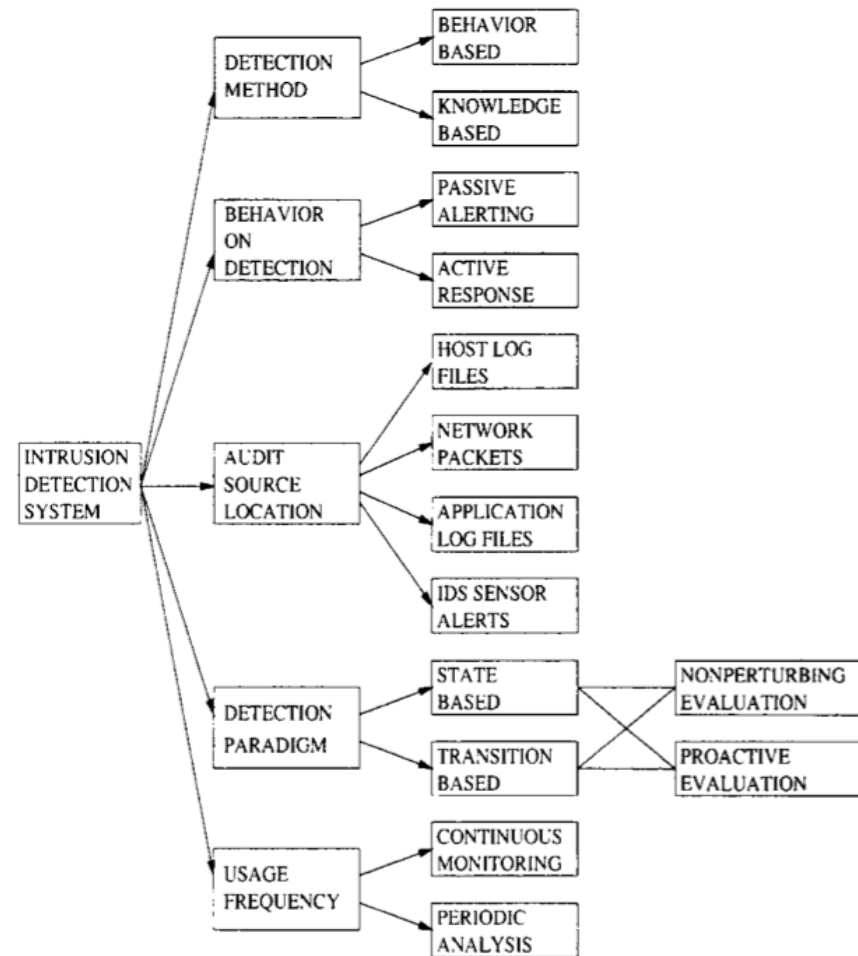 BEHAVIOR
BASED
DETECTION
METHOD
KNOWLEDGE
BASED
PASSIVE
ALERTING
BEHAVIOR
ON
DETECTION
ACTIVE
RESPONSE
HOST LOG
FILES
NETWORK
PACKETS
INTRUSION
DETECTION
SYSTEM
AUDIT
SOURCE
LOCATION
APPLICATION
LOG FILES
IDS SENSOR
ALERTS
STATE
BASED
NONPERTURBING
EVALUATION
DETECTION
PARADIGM
TRANSITION
BASED
PROACTIVE
EVALUATION
CONTINUOUS
MONITORING
USAGE
FREQUENCY
PERIODIC
ANALYSIS